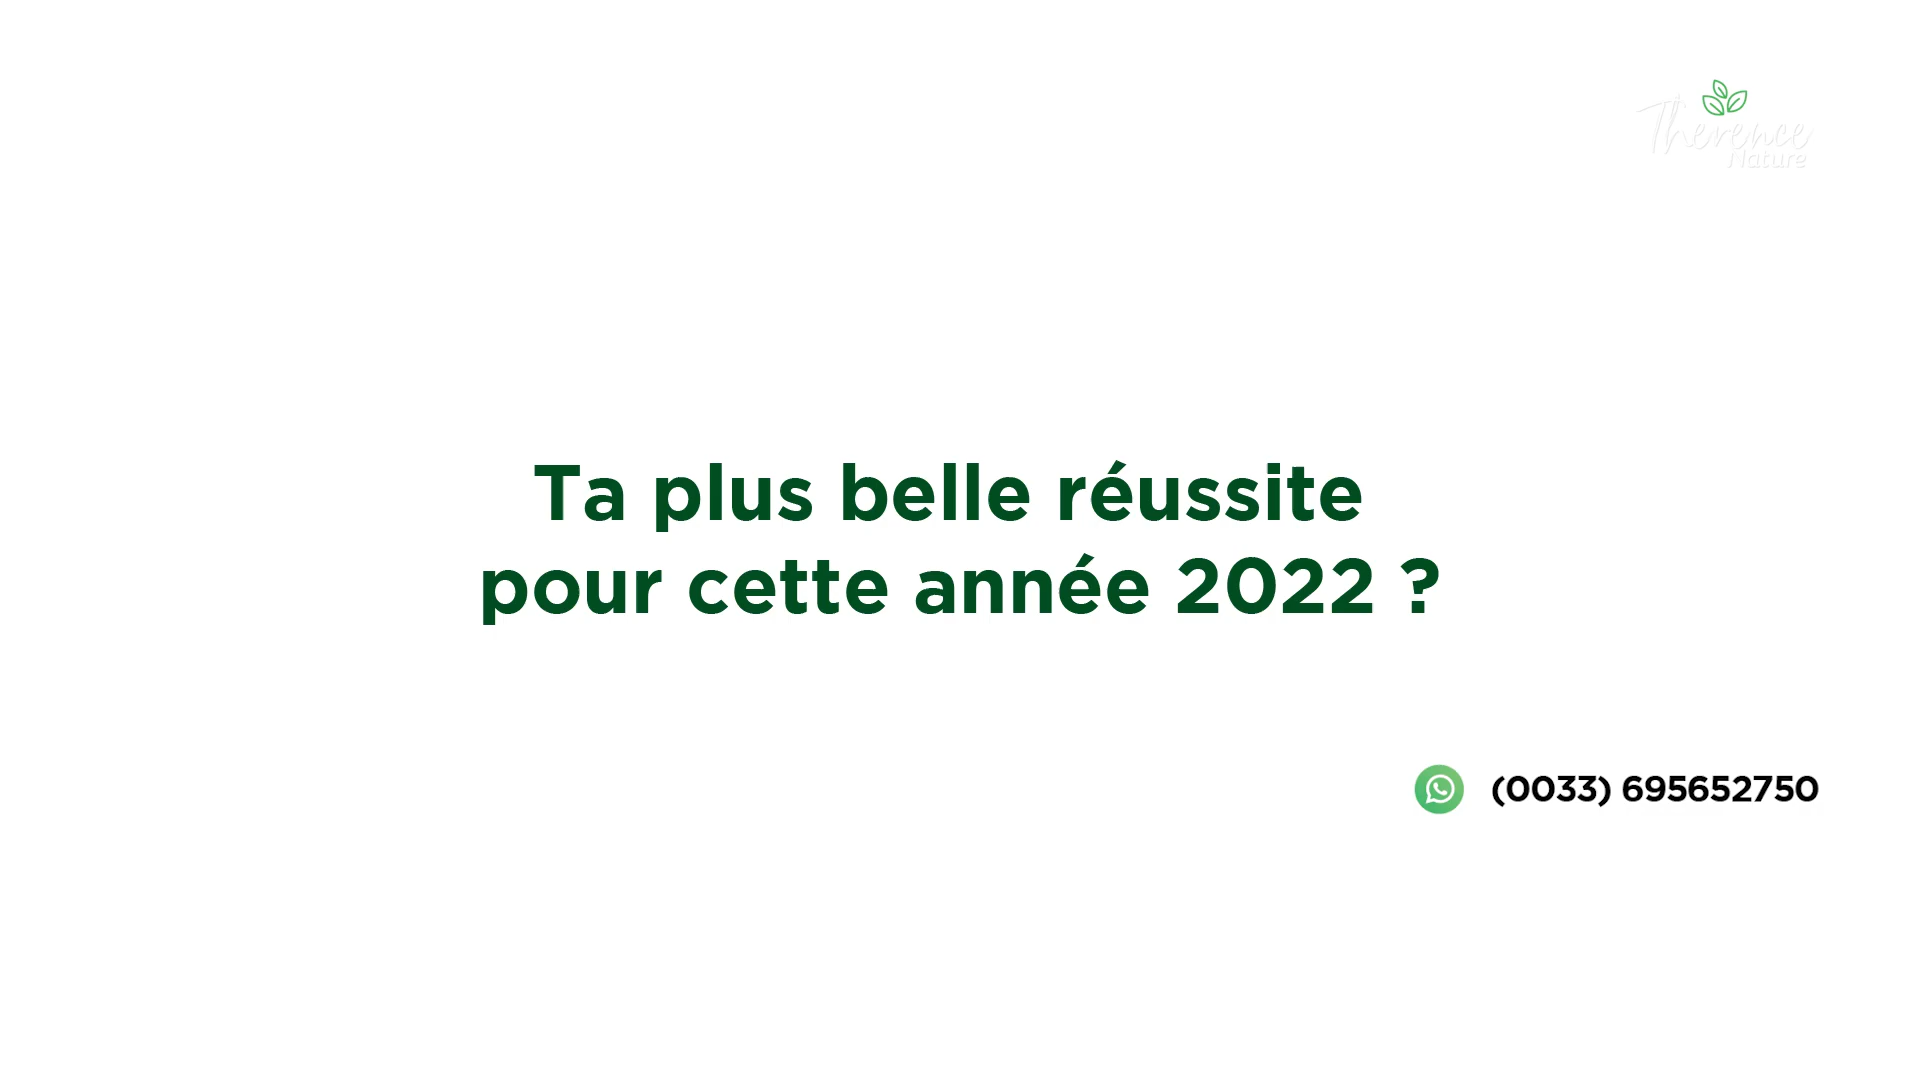 Therence
Nature
Ta plus belle réussite
pour cette année 2022 ?
(0033) 695652750